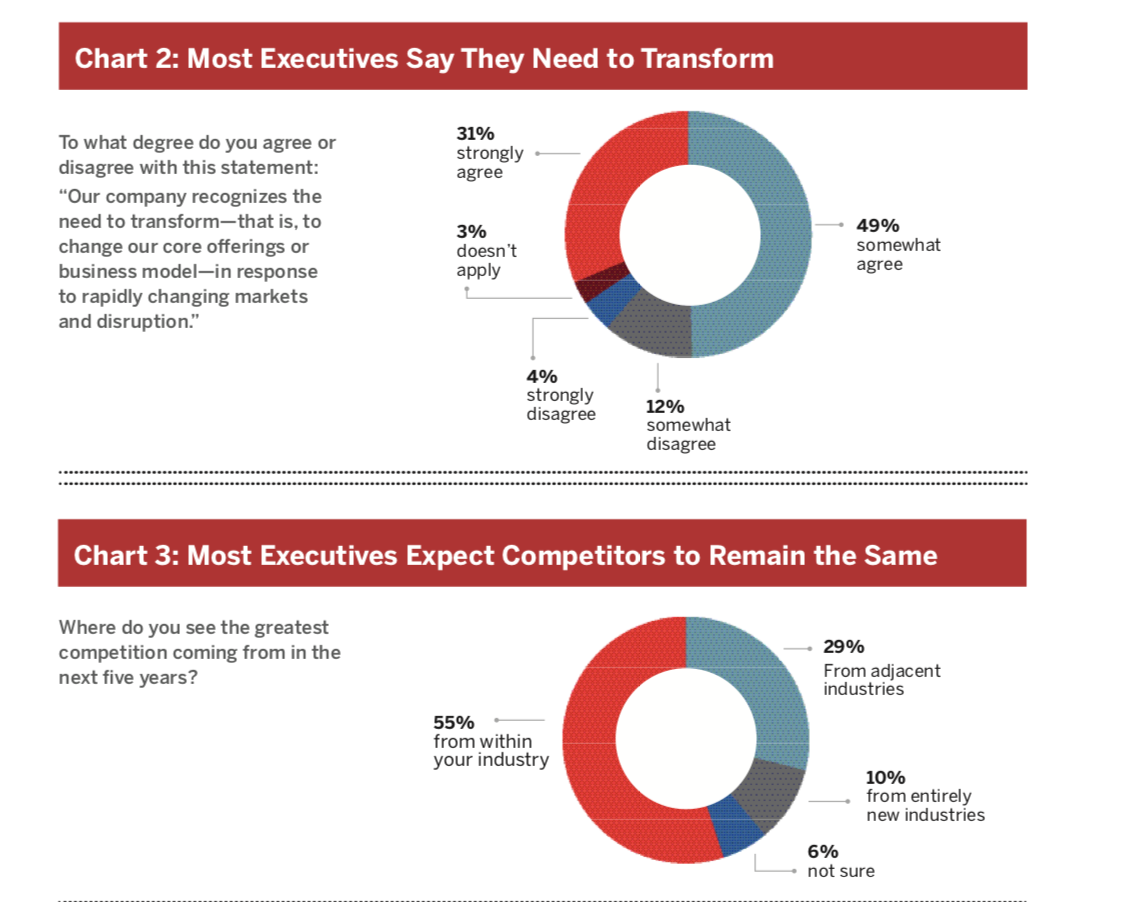 Chart 2: Most Executives Say They Need to Transform
To what degree do you agree or
disagree with this statement:
“Our company recognizes the
need to transform—that is, to
change our core offerings or
business model—in response
to rapidly changing markets
and disruption.”
31%
strongly
agree
3%
doesn’t
apply
4%
strongly
disagree
12%
somewhat
disagree
49%
somewhat
agree
Chart 3: Most Executives Expect Competitors to Remain the Same
Where do you see the greatest
competition coming from in the
next five years?
55%
from within
your industry
29%
From adjacent
industries
10%
from entirely
new industries
6%
not sure